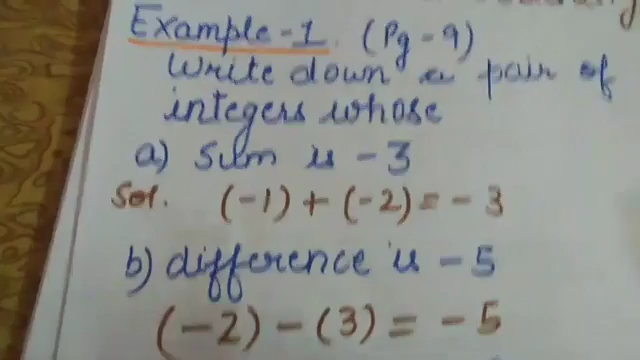 Example-1. (Pg-9)
Write down a pair of
integers whose
a) sum is -3
Sol. (-1) + (-2) = -3
b) difference is -5
(-2) - (3) = -5